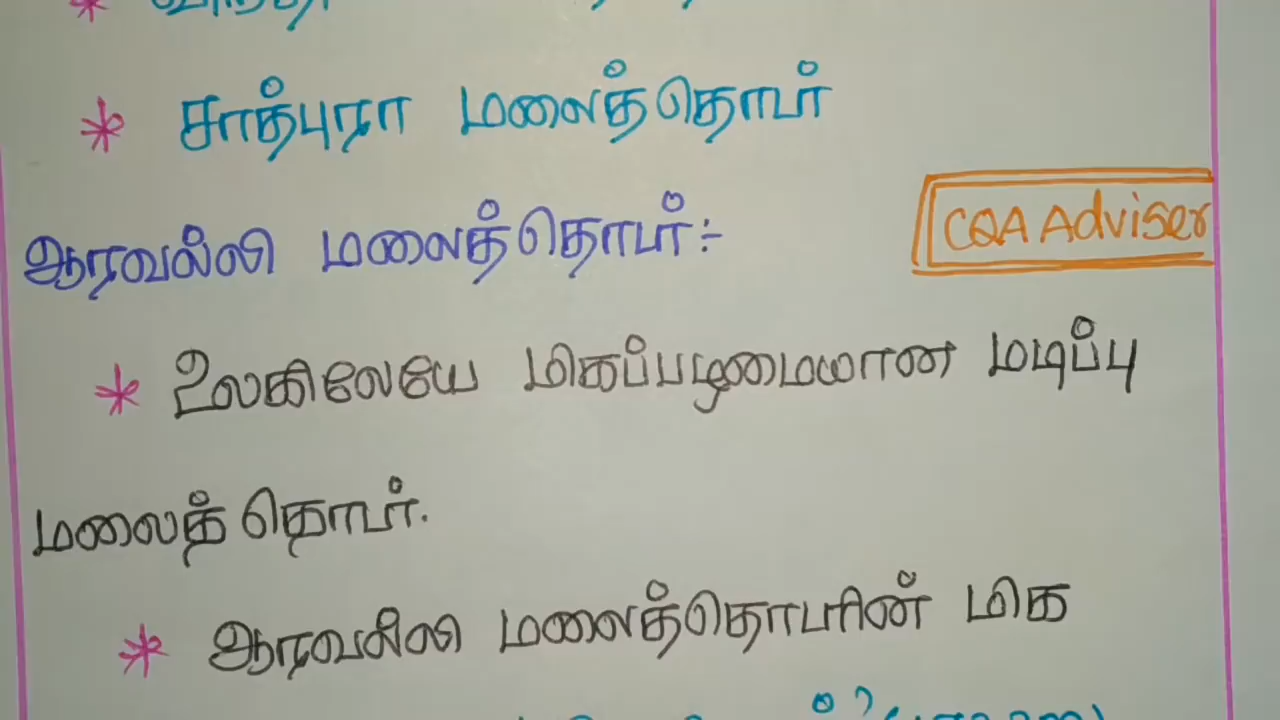 * சாத்புரா மலைத்தொடர்
ஆரவல்லி மலைத்தொடர்:-
CQA Adviser
* உலகிலேயே மிகப்பழமையான மடிப்பு
மலைத் தொடர்.
* ஆரவல்லி மலைத்தொடரின் மிக